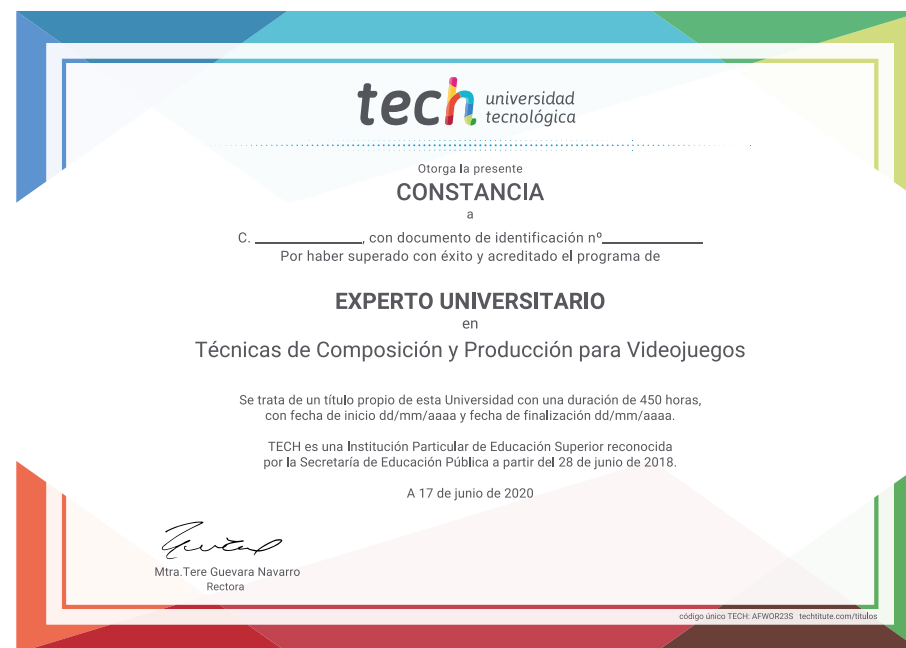 tech universidad
tecnológica
Otorga la presente
CONSTANCIA
a
C. ______________, con documento de identificación nº_____________
Por haber superado con éxito y acreditado el programa de
EXPERTO UNIVERSITARIO
en
Técnicas de Composición y Producción para Videojuegos
Se trata de un título propio de esta Universidad con una duración de 450 horas,
con fecha de inicio dd/mm/aaaa y fecha de finalización dd/mm/aaaa.
TECH es una Institución Particular de Educación Superior reconocida
por la Secretaría de Educación Pública a partir del 28 de junio de 2018.
A 17 de junio de 2020
Mtra.Tere Guevara Navarro
Rectora
código único TECH: AFWOR23S techtitute.com/titulos